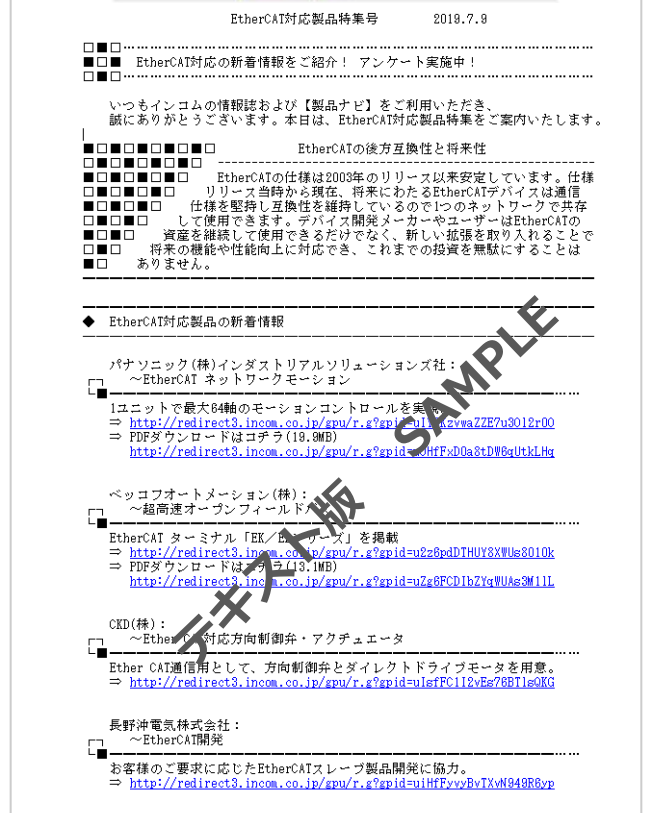 EtherCAT対応製品特集号 2019.7.9
□■□‥‥‥‥‥‥‥‥‥‥‥‥‥‥‥‥‥‥‥‥‥‥‥‥‥‥‥‥‥‥‥‥‥‥‥
■□■ EtherCAT対応の新着情報をご紹介! アンケート実施中!
□■□‥‥‥‥‥‥‥‥‥‥‥‥‥‥‥‥‥‥‥‥‥‥‥‥‥‥‥‥‥‥‥‥‥‥‥
いつもインコムの情報誌および【製品ナビ】をご利用いただき、
誠にありがとうございます。本日は、EtherCAT対応製品特集をご案内いたします。
■□■□■□■□■□ EtherCATの後方互換性と将来性
□■□■□■□■□ ---------------------------------------------------------
■□■□■□■□ EtherCATの仕様は2003年のリリース以来安定しています。仕様
□■□■□■□ リリース当時から現在、将来にわたるEtherCATデバイスは通信
■□■□■□ 仕様を堅持し互換性を維持しているので1つのネットワークで共存
□■□■□ して使用できます。デバイス開発メーカーやユーザーはEtherCATの
■□■□ 資産を継続して使用できるだけでなく、新しい拡張を取り入れることで
□■□ 将来の機能や性能向上に対応でき、これまでの投資を無駄にすることは
■□ ありません。
◆ EtherCAT対応製品の新着情報
パナソニック(株)インダストリアルソリューションズ社:
~EtherCAT ネットワークモーション
1ユニットで最大64軸のモーションコントロールを
⇒ http://redirect3.incom.co.jp/gpu/r.g?gpid=
⇒ PDFダウンロードはコチラ(19.9MB)
http://redirect3.incom.co.jp/gpu/r.g?gpid=
ベッコフオートメーション(株):
~超高速オープンフィールド
EtherCAT ターミナル「EK/ シリーズ」を掲載
⇒ http://redirect3.incom.co.jp/gpu/r.g?gpid=u2z6pdDTHUY8XWUs8010k
⇒ PDFダウンロードはコチラ(13.1MB)
http://redirect3.incom.co.jp/gpu/r.g?gpid=uZg6FCDIbZYqWUAs3M1lL
CKD(株):
~Ether CAT対応方向制御弁・アクチュエータ
Ether CAT通信用として、方向制御弁とダイレクトドライブモータを用意。
⇒ http://redirect3.incom.co.jp/gpu/r.g?gpid=uIsfFC1I2vEs76BTlsQKG
長野沖電気株式会社:
~EtherCAT開発
お客様のご要求に応じたEtherCATスレーブ製品開発に協力。
⇒ http://redirect3.incom.co.jp/gpu/r.g?gpid=uiHfFyvyBvTXvN949R6yp
テキスト版 SAMPLE